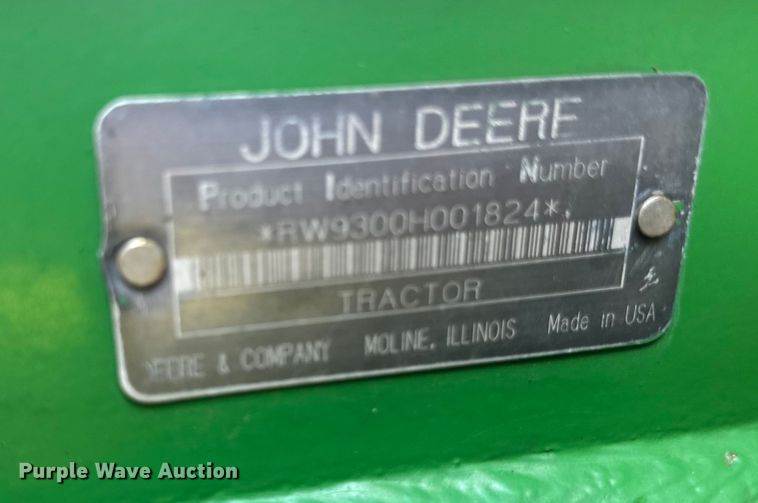 JOHN DEERE
Product Identification Number
*RW9300H001824*
TRACTOR
DEERE & COMPANY MOLINE, ILLINOIS Made in USA
Purple Wave Auction